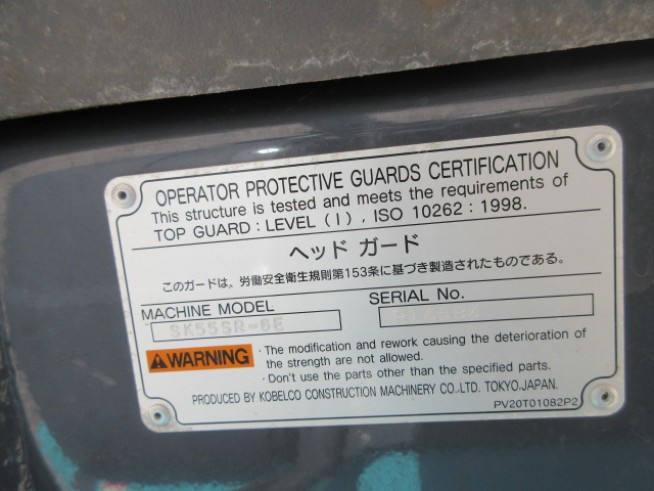 OPERATOR PROTECTIVE GUARDS CERTIFICATION
This structure is tested and meets the requirements of
TOP GUARD : LEVEL ( I ) , ISO 10262 : 1998.
ヘッド ガード
このガードは、労働安全衛生規則第153条に基づき製造されたものである。
MACHINE MODEL
SK55SR-6E
SERIAL No.
WARNING
· The modification and rework causing the deterioration of
the strength are not allowed.
· Don't use the parts other than the specified parts.
PRODUCED BY KOBELCO CONSTRUCTION MACHINERY CO.,LTD. TOKYO,JAPAN.
PV20T01082P2